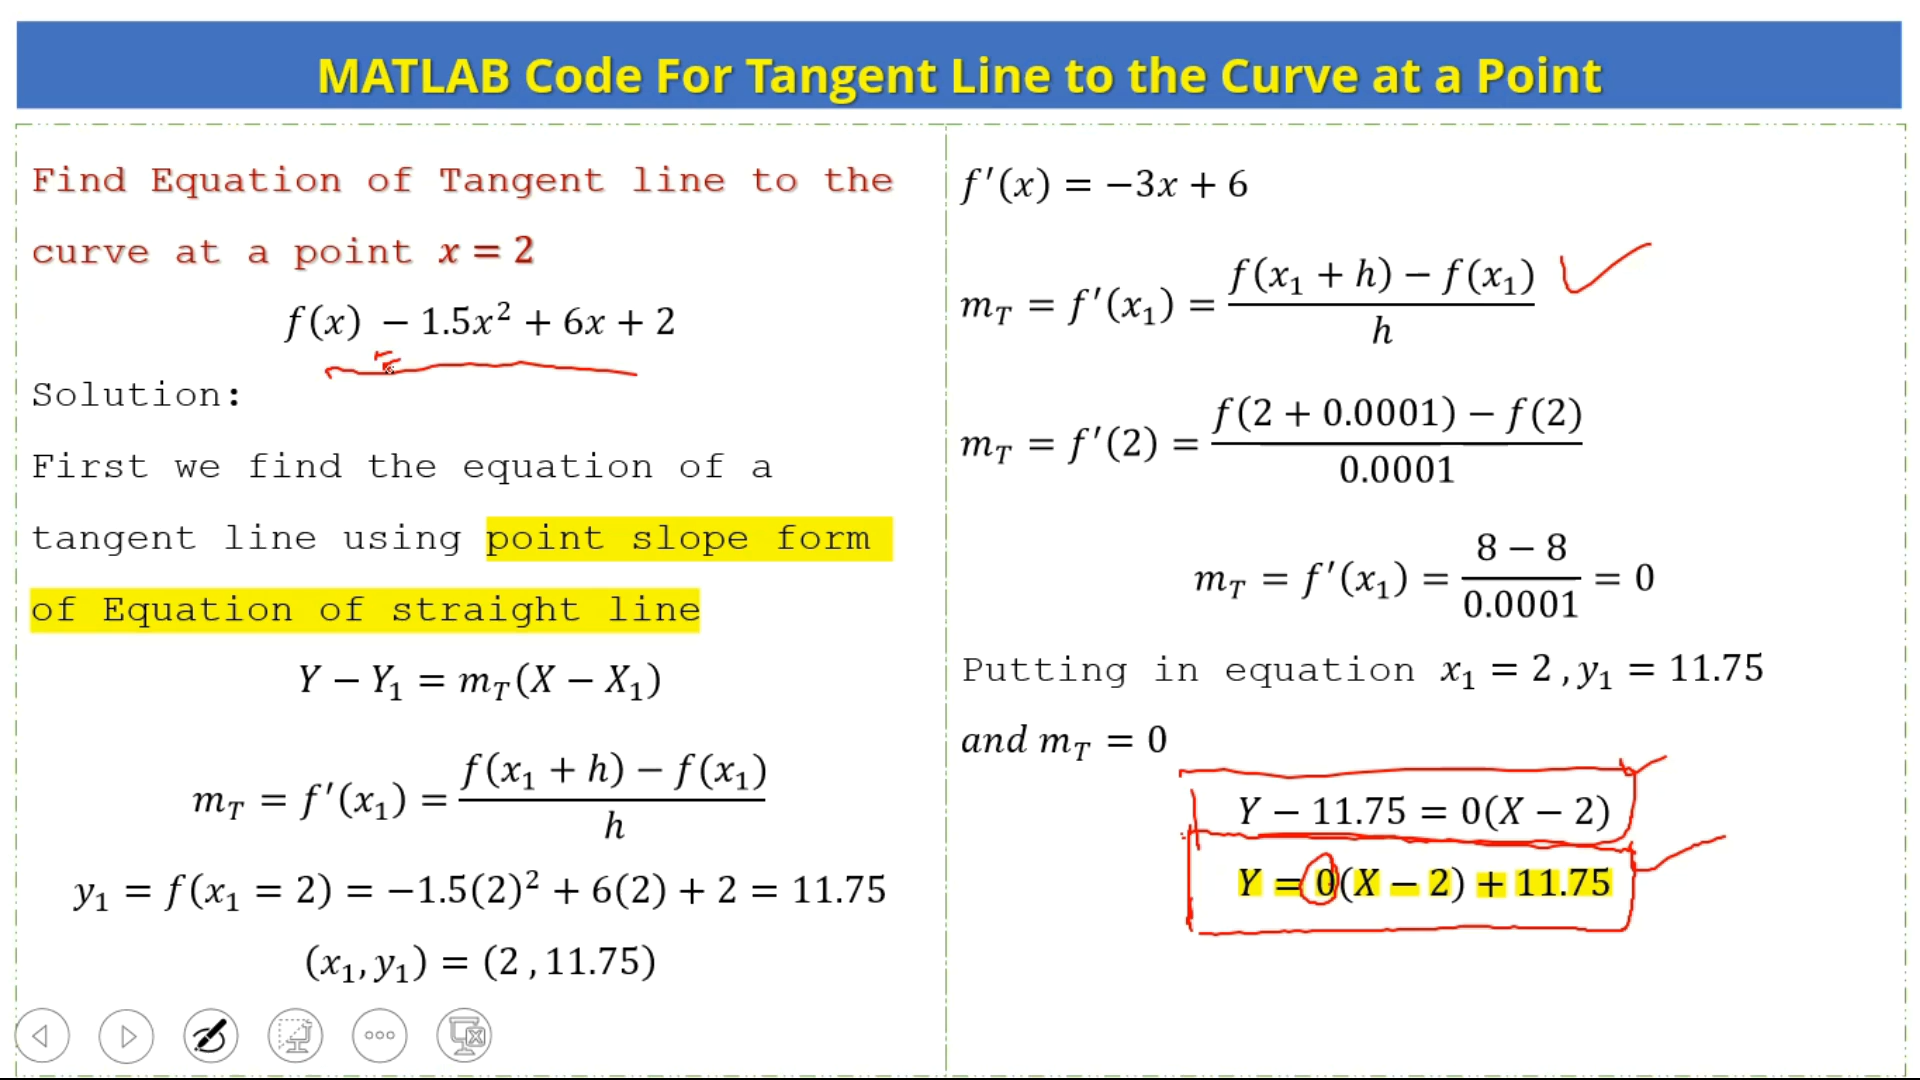 MATLAB Code For Tangent Line to the Curve at a Point
Find Equation of Tangent line to the
curve at a point x = 2
f(x) − 1.5x² + 6x + 2
Solution:
First we find the equation of a
tangent line using point slope form
of Equation of straight line
Y − Y₁ = m_T(X − X₁)
m_T = f′(x₁) = (f(x₁ + h) − f(x₁))/h
y₁ = f(x₁ = 2) = −1.5(2)² + 6(2) + 2 = 11.75
(x₁, y₁) = (2 , 11.75)
f′(x) = −3x + 6
m_T = f′(x₁) = (f(x₁ + h) − f(x₁))/h
m_T = f′(2) = (f(2 + 0.0001) − f(2))/0.0001
m_T = f′(x₁) = (8 − 8)/0.0001 = 0
Putting in equation x₁ = 2 , y₁ = 11.75
and m_T = 0
Y − 11.75 = 0(X − 2)
Y = 0(X − 2) + 11.75